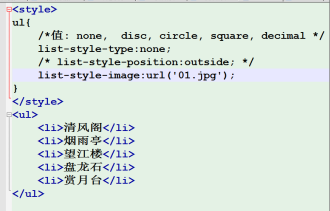 <style>
ul{
/*值: none, disc, circle, square, decimal */
list-style-type:none;
/* list-style-position:outside; */
list-style-image:url('01.jpg');
}
</style>
<ul>
<li>清风阁</li>
<li>烟雨亭</li>
<li>望江楼</li>
<li>盘龙石</li>
<li>赏月台</li>
</ul>